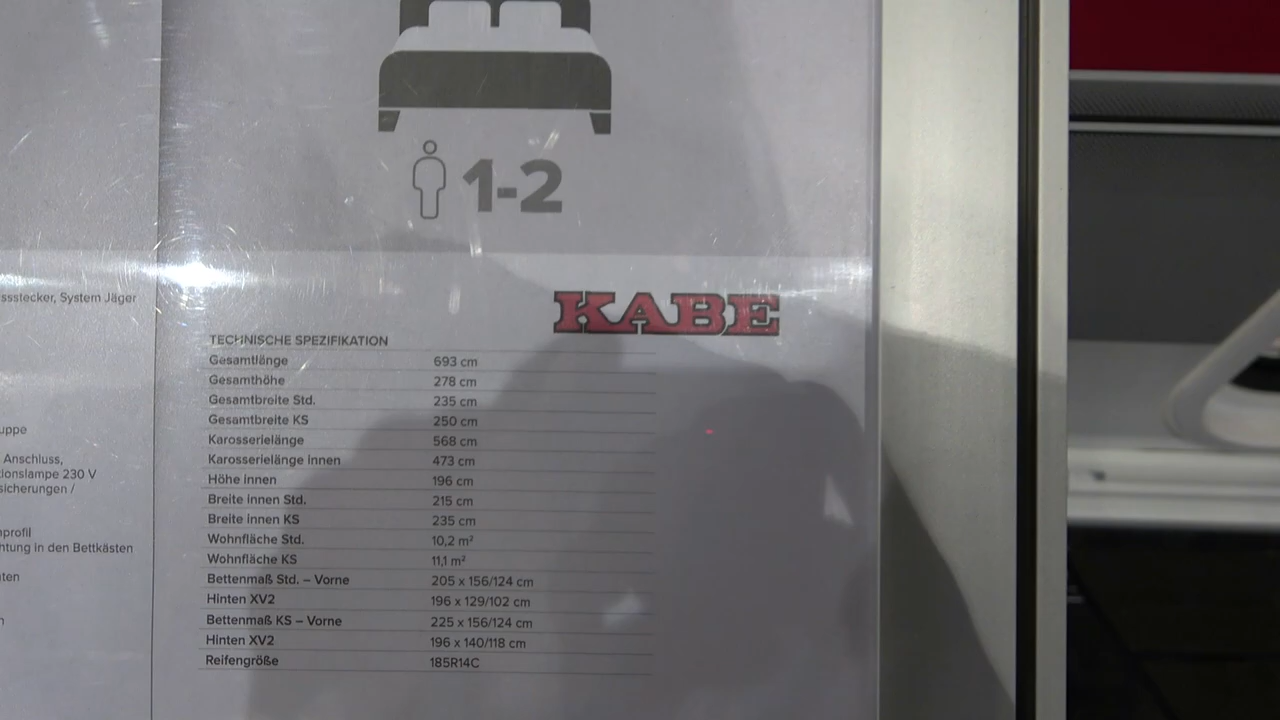 1-2
KABE
ssstecker, System Jäger
uppe
Anschluss,
tionslampe 230 V
sicherungen /
nprofil
htung in den Bettkästen
ten
n
TECHNISCHE SPEZIFIKATION
Gesamtlänge 693 cm
Gesamthöhe 278 cm
Gesamtbreite Std. 235 cm
Gesamtbreite KS 250 cm
Karosserielänge 568 cm
Karosserielänge innen 473 cm
Höhe innen 196 cm
Breite innen Std. 215 cm
Breite innen KS 235 cm
Wohnfläche Std. 10,2 m²
Wohnfläche KS 11,1 m²
Bettenmaß Std. – Vorne 205 x 156/124 cm
Hinten XV2 196 x 129/102 cm
Bettenmaß KS – Vorne 225 x 156/124 cm
Hinten XV2 196 x 140/118 cm
Reifengröße 185R14C